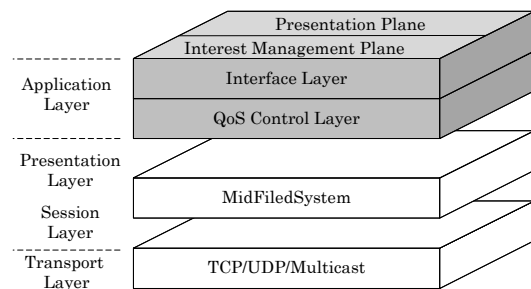 Presentation Plane
Interest Management Plane
Application
Layer
Interface Layer
QoS Control Layer
Presentation
Layer
MidFiledSystem
Session
Layer
Transport
Layer
TCP/UDP/Multicast